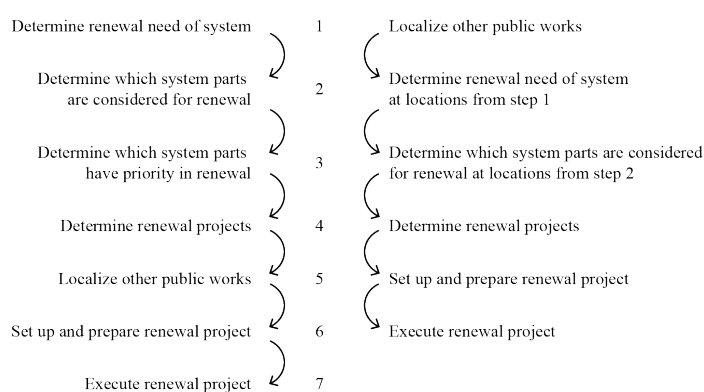 Determine renewal need of system 1 Localize other public works
Determine which system parts
are considered for renewal
2
Determine renewal need of system
at locations from step 1
Determine which system parts
have priority in renewal
3
Determine which system parts are considered
for renewal at locations from step 2
Determine renewal projects 4 Determine renewal projects
Localize other public works 5 Set up and prepare renewal project
Set up and prepare renewal project 6 Execute renewal project
Execute renewal project 7